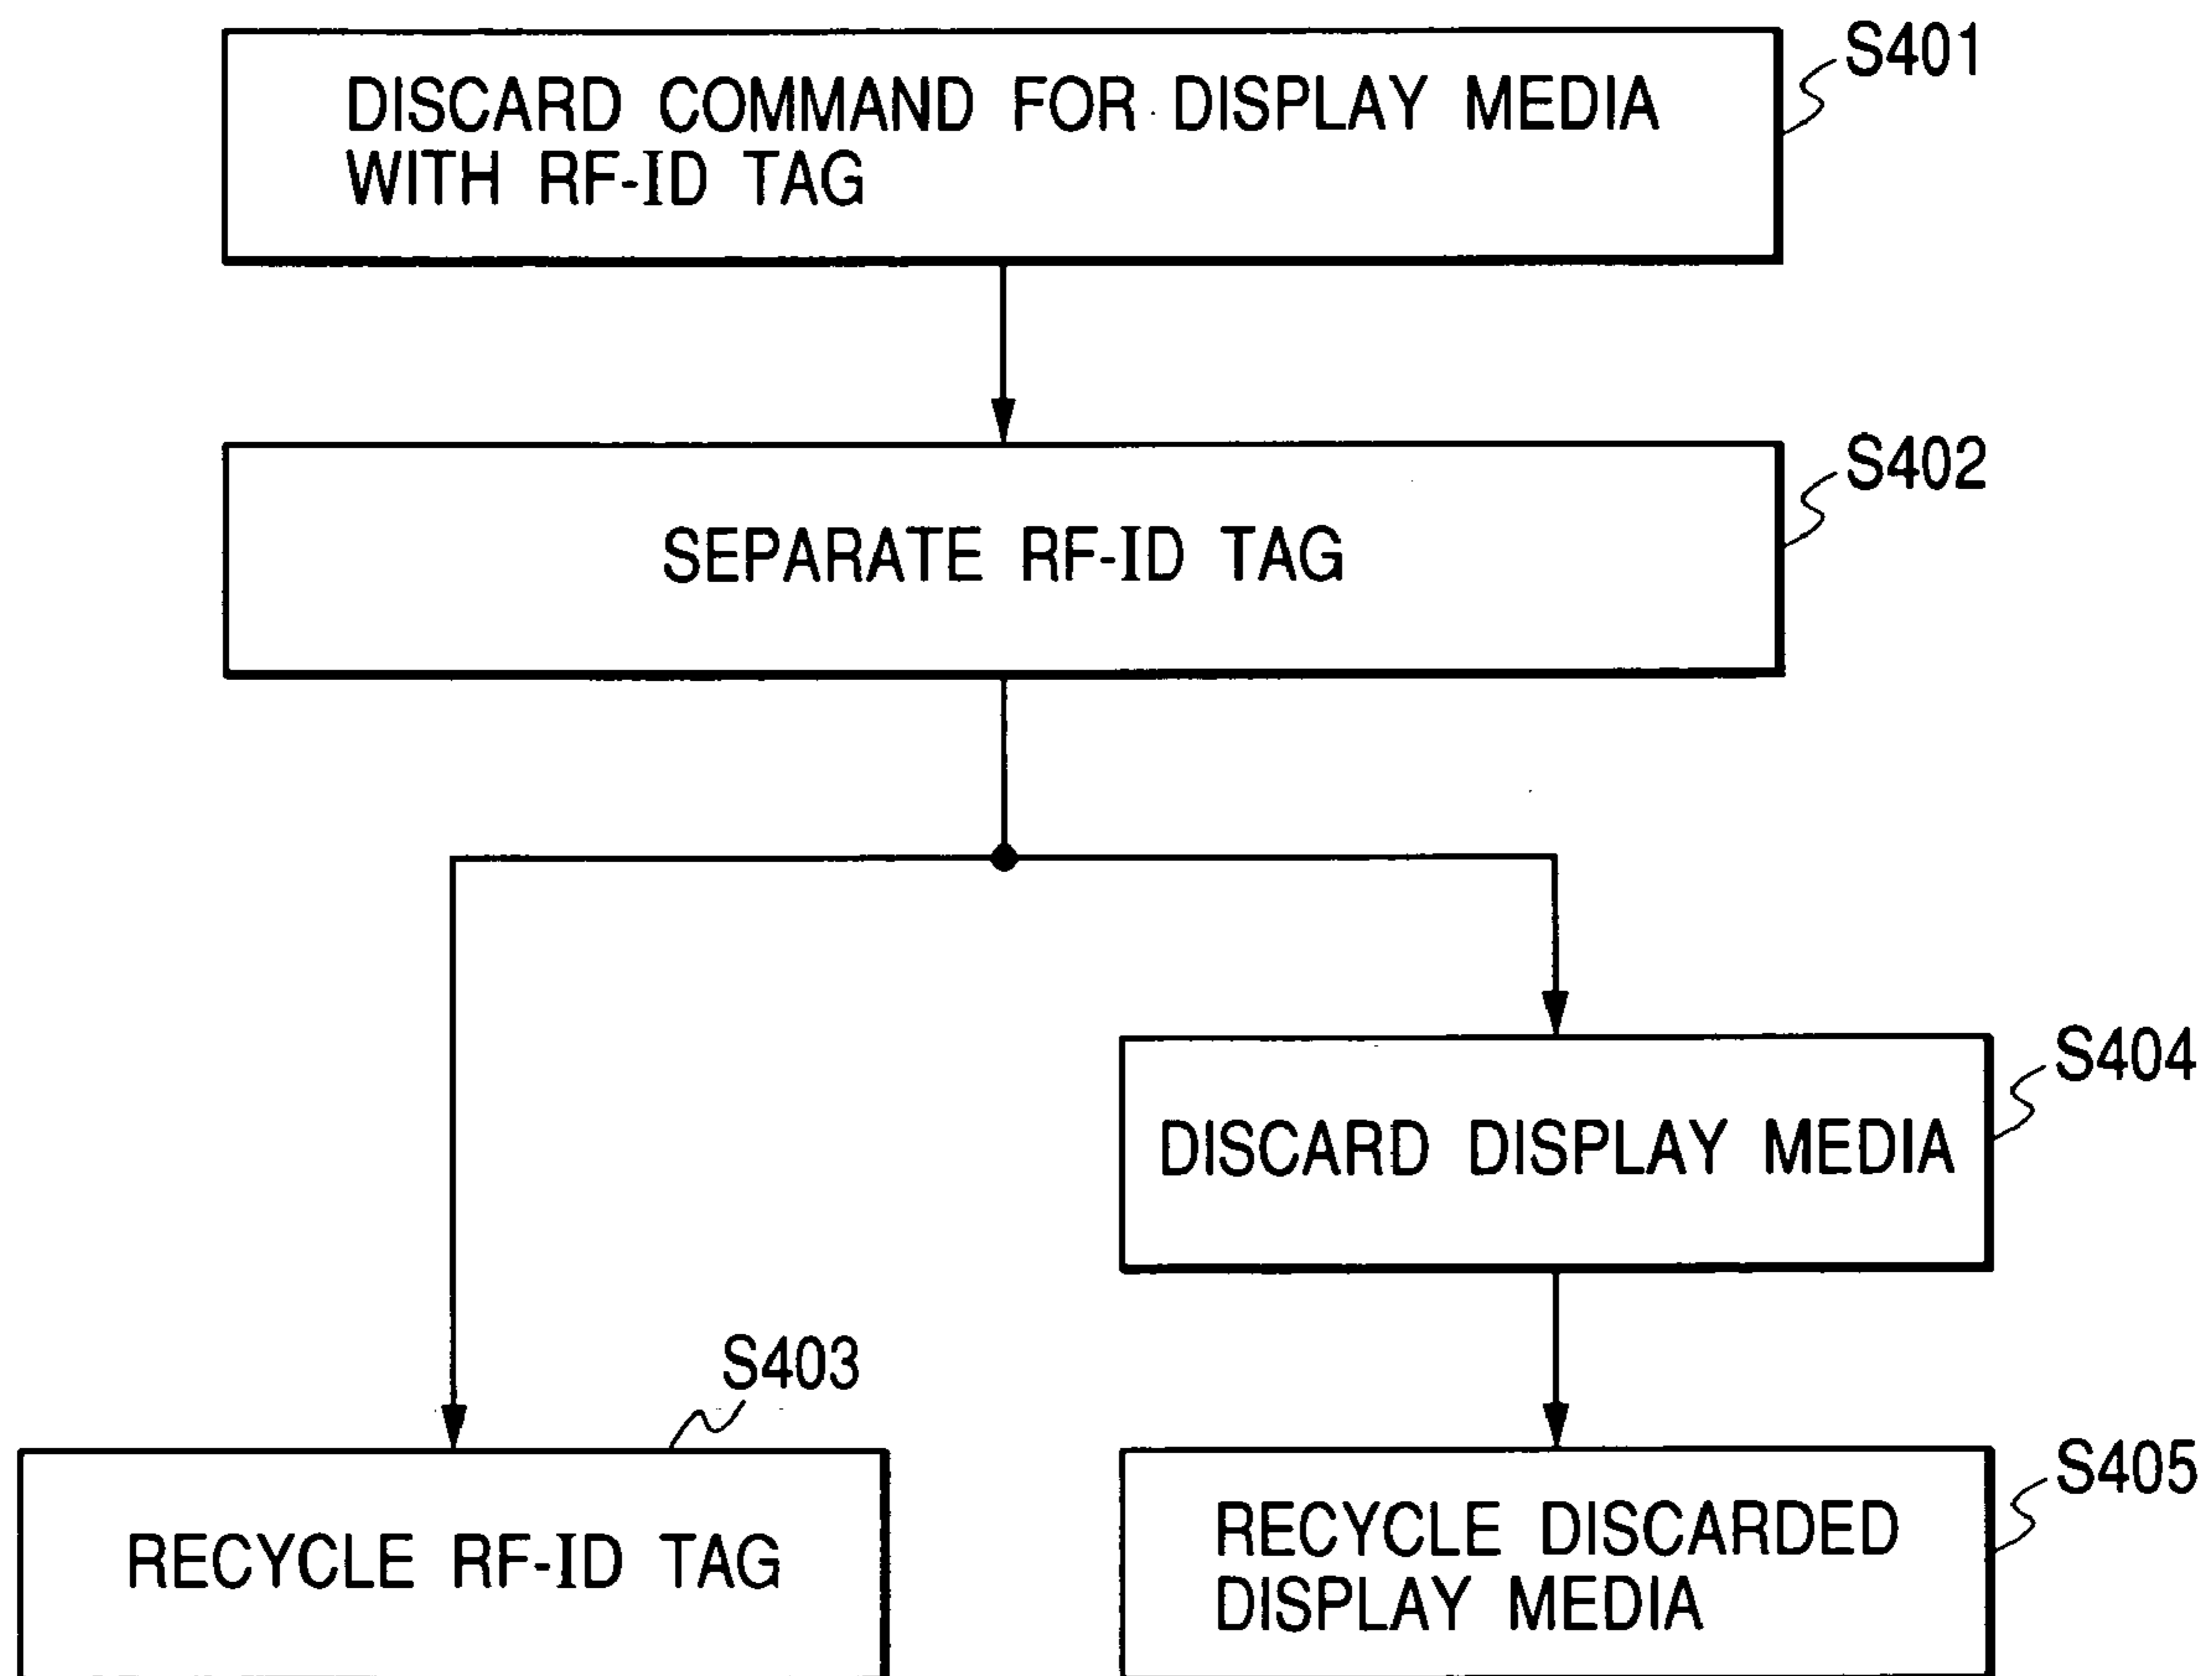 S401
DISCARD COMMAND FOR DISPLAY MEDIA
WITH RF-ID TAG
S402
SEPARATE RF-ID TAG
S404
DISCARD DISPLAY MEDIA
S403
RECYCLE RF-ID TAG
S405
RECYCLE DISCARDED
DISPLAY MEDIA